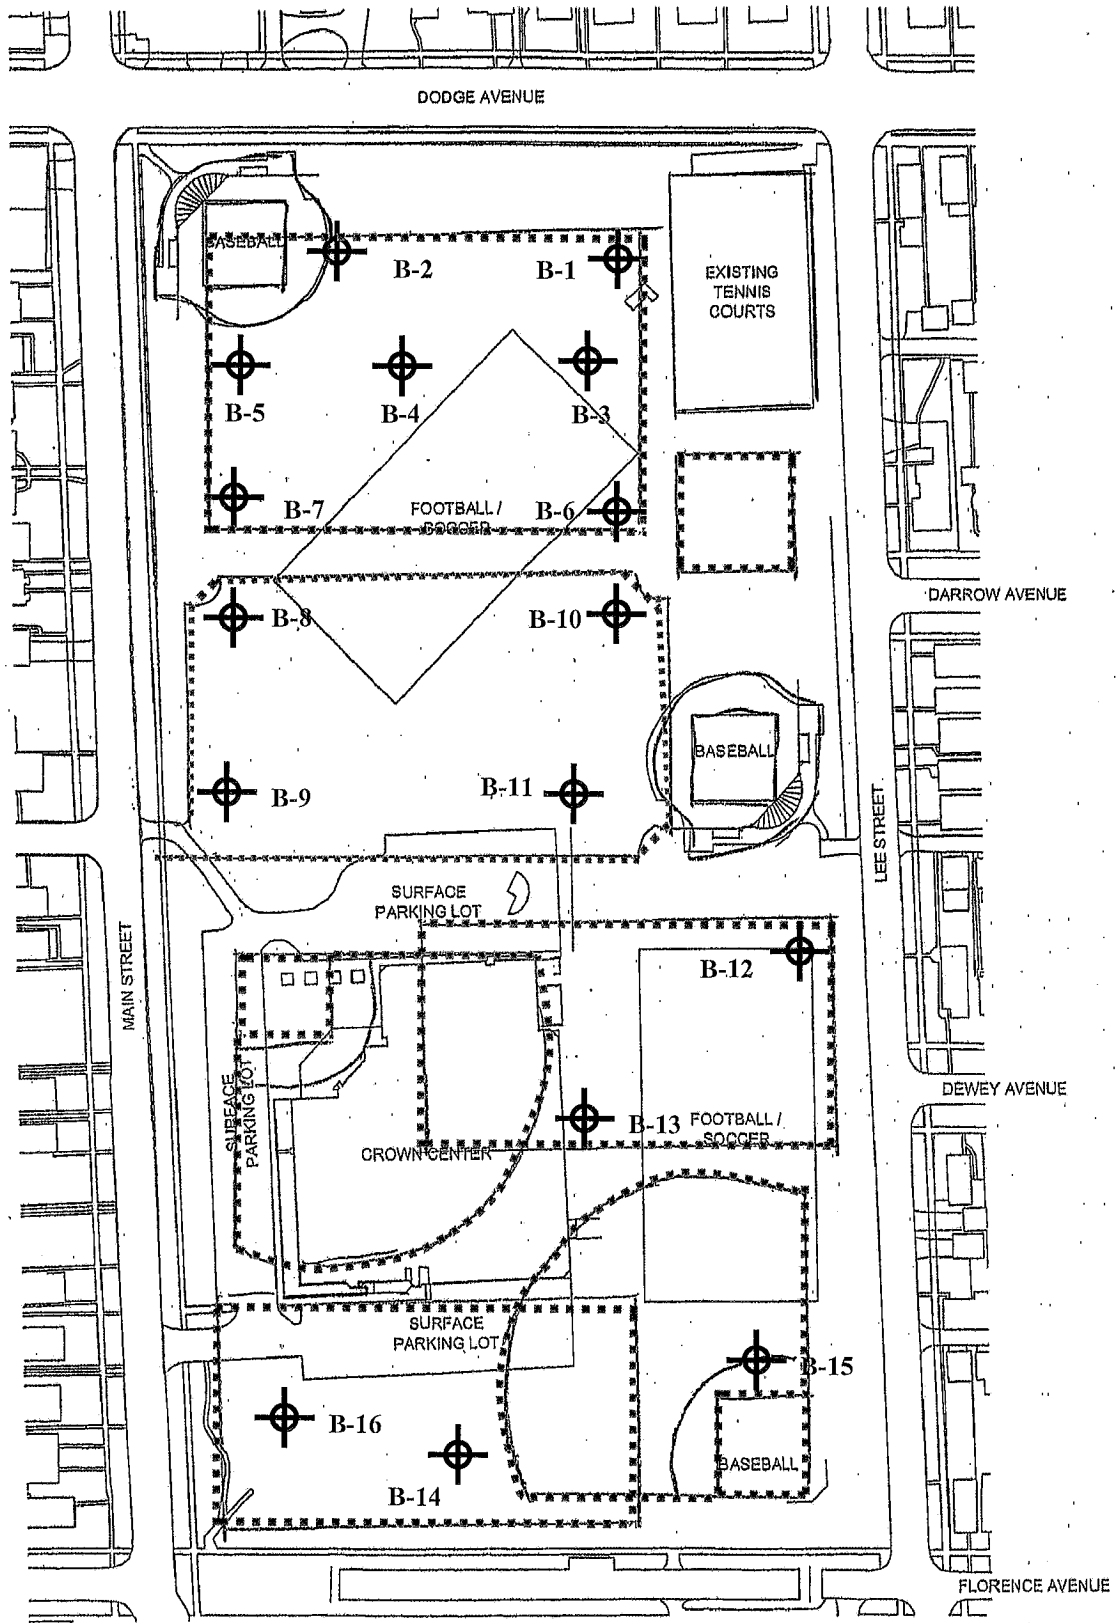 DODGE AVENUE
BASEBALL
B-2
B-1
EXISTING
TENNIS
COURTS
B-5
B-4
B-3
B-7
FOOTBALL /
SOCCER
B-6
DARROW AVENUE
B-8
B-10
BASEBALL
B-9
B-11
LEE STREET
SURFACE
PARKING LOT
MAIN STREET
B-12
SURFACE
PARKING LOT
DEWEY AVENUE
B-13
FOOTBALL /
SOCCER
CROWN CENTER
SURFACE
PARKING LOT
B-15
B-16
BASEBALL
B-14
FLORENCE AVENUE